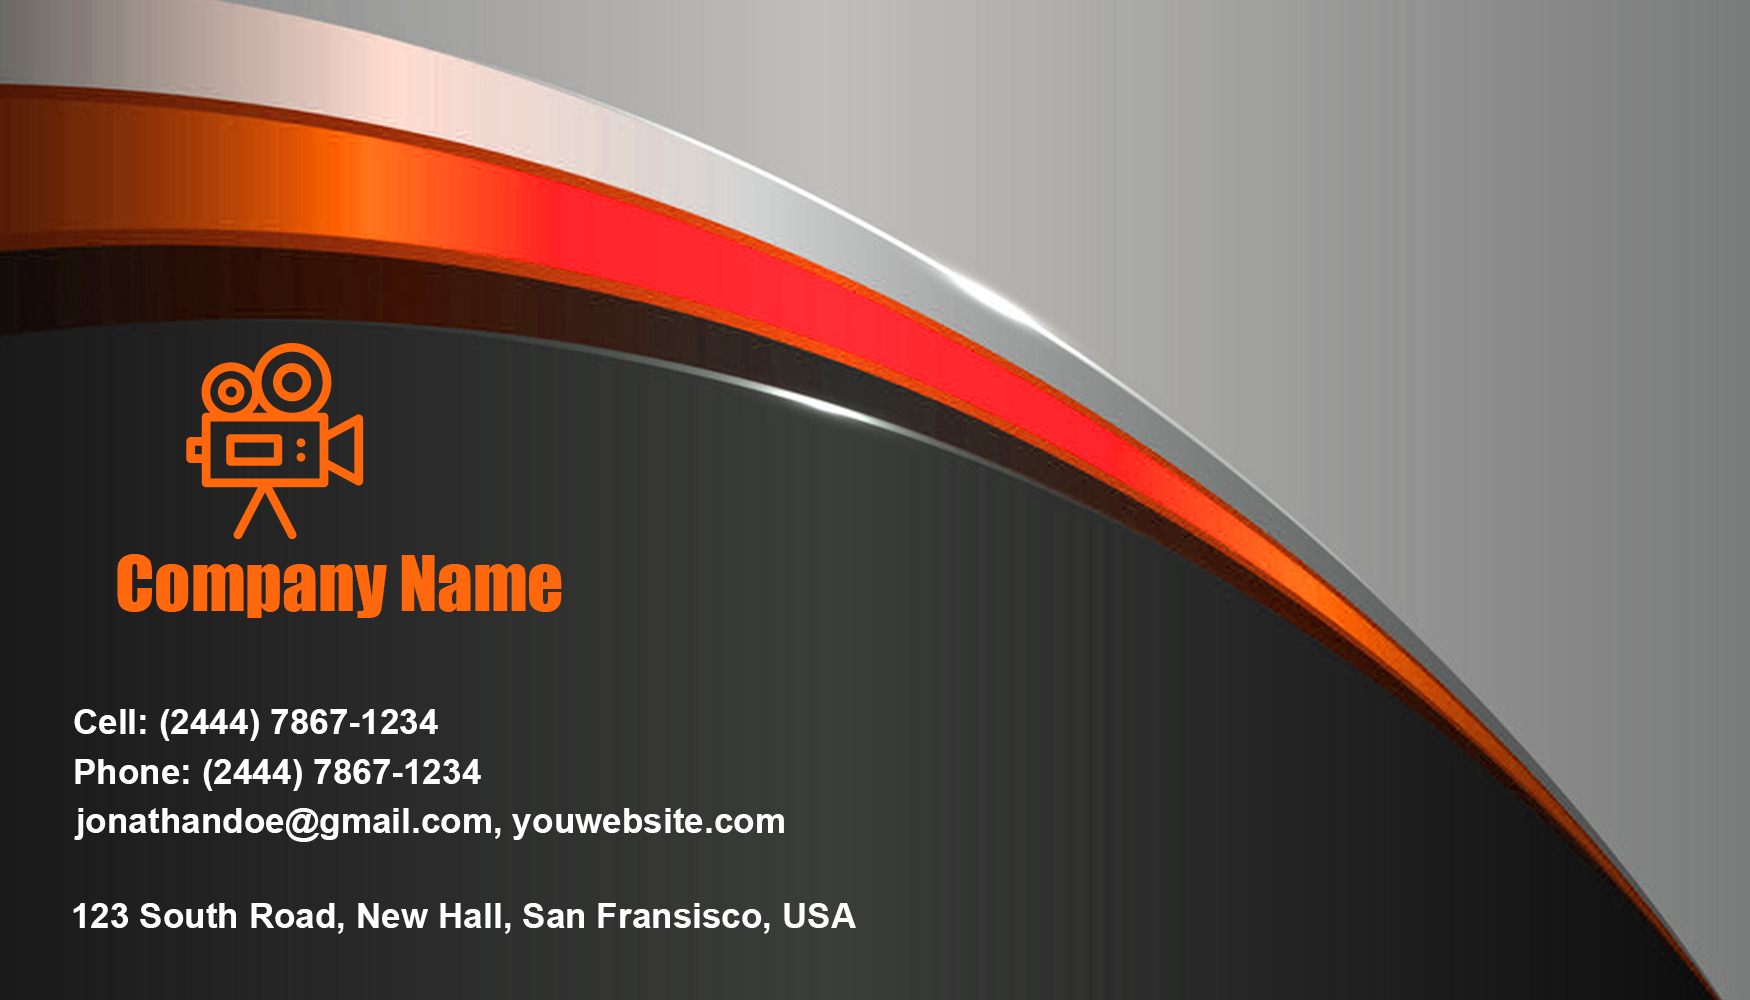 Company Name
Cell: (2444) 7867-1234
Phone: (2444) 7867-1234
jonathandoe@gmail.com, youwebsite.com
123 South Road, New Hall, San Fransisco, USA